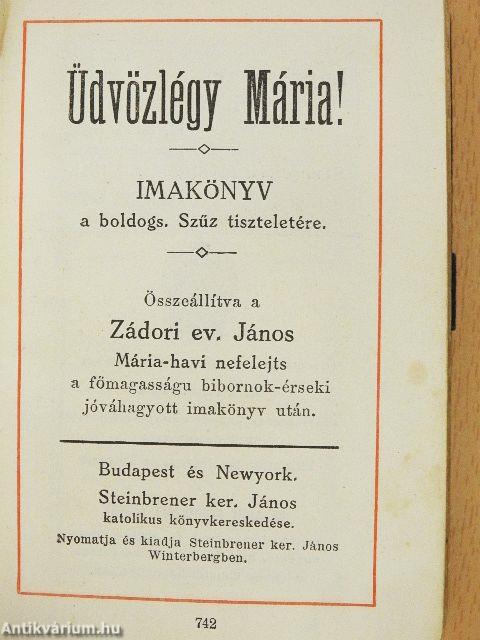 Üdvözlégy Mária!
IMAKÖNYV
a boldogs. Szűz tiszteletére.
Összeállítva a
Zádori ev. János
Mária-havi nefelejts
a főmagasságu bibornok-érseki
jóváhagyott imakönyv után.
Budapest és Newyork.
Steinbrener ker. János
katolikus könyvkereskedése.
Nyomatja és kiadja Steinbrener ker. János
Winterbergben.
742
Antikvárium.hu